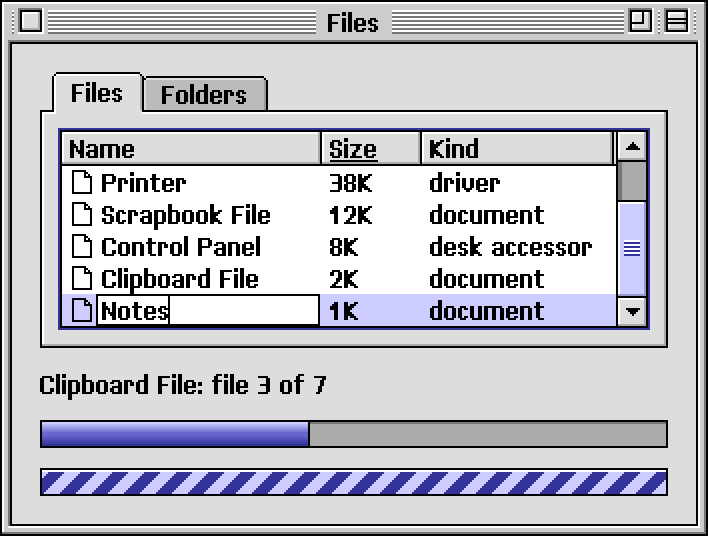 Files
Files Folders
Name Size Kind
Printer 38K driver
Scrapbook File 12K document
Control Panel 8K desk accessor
Clipboard File 2K document
Notes 1K document
Clipboard File: file 3 of 7